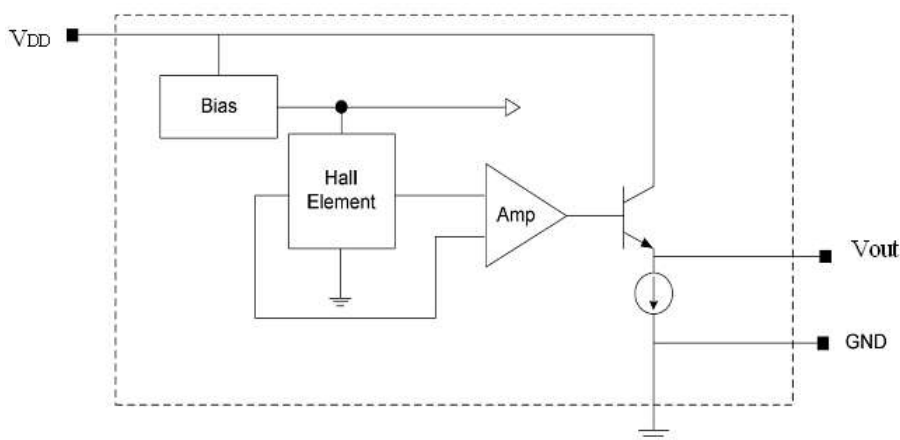 VDD
Bias
Hall
Element
Amp
Vout
GND